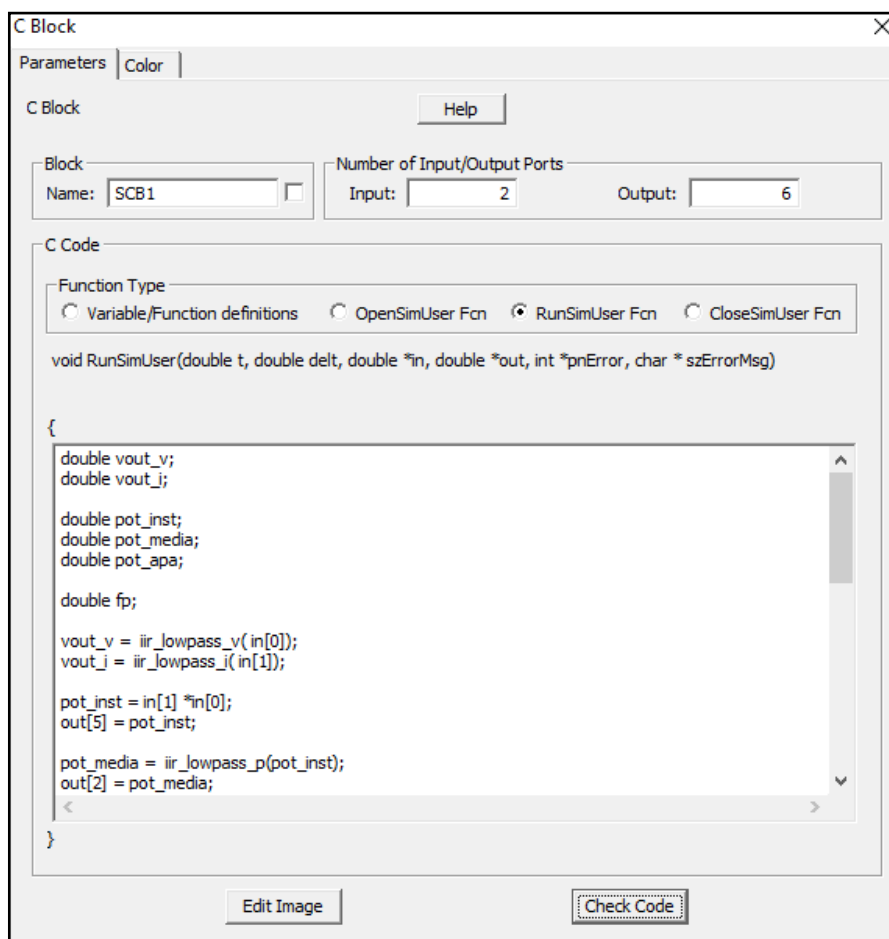 C Block
Parameters Color
C Block Help
Block Number of Input/Output Ports
Name: SCB1 Input: 2 Output: 6
C Code
Function Type
Variable/Function definitions OpenSimUser Fcn RunSimUser Fcn CloseSimUser Fcn
void RunSimUser(double t, double delt, double *in, double *out, int *pnError, char * szErrorMsg)
{
double vout_v;
double vout_i;
double pot_inst;
double pot_media;
double pot_apa;
double fp;
vout_v = iir_lowpass_v( in[0]);
vout_i = iir_lowpass_i( in[1]);
pot_inst = in[1] *in[0];
out[5] = pot_inst;
pot_media = iir_lowpass_p(pot_inst);
out[2] = pot_media;
}
Edit Image Check Code